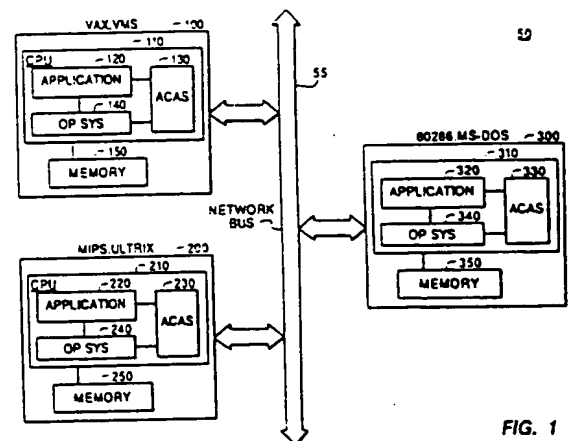 VAX.VMS 100
110
CPU 120 130
APPLICATION
140
ACAS
OP SYS
150
MEMORY
50
55
NETWORK BUS
80286.MS-DOS 300
310
320 330
APPLICATION
340
ACAS
OP SYS
350
MEMORY
MIPS.ULTRIX 200
210
CPU 220 230
APPLICATION
240
ACAS
OP SYS
250
MEMORY
FIG. 1